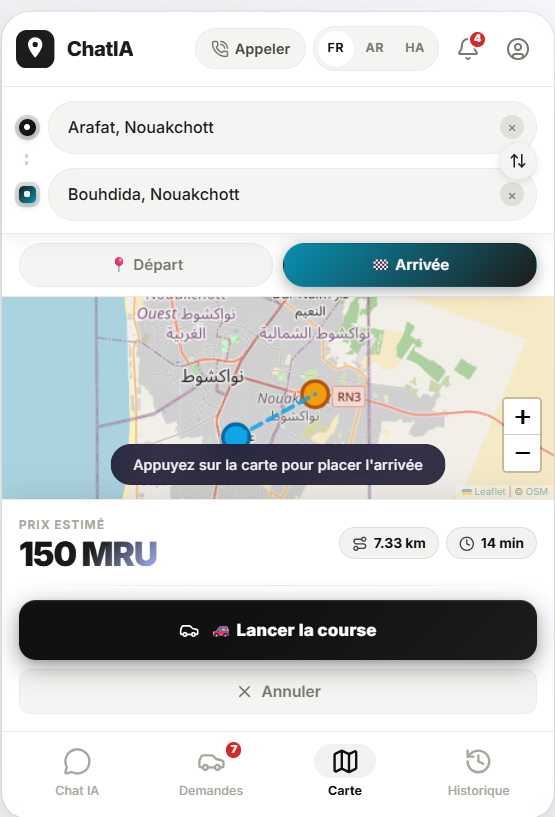 ChatIA
Appeler
FR AR HA
4
Arafat, Nouakchott
Bouhdida, Nouakchott
Départ
Arrivée
Ouest نواكشوط
الغربية
النعيم
نواكشوط الشمالية
نواكشوط
RN3
نواكشوط
Appuyez sur la carte pour placer l'arrivée
+
−
Leaflet | © OSM
PRIX ESTIMÉ
150 MRU
7.33 km
14 min
Lancer la course
Annuler
Chat IA
7
Demandes
Carte
Historique